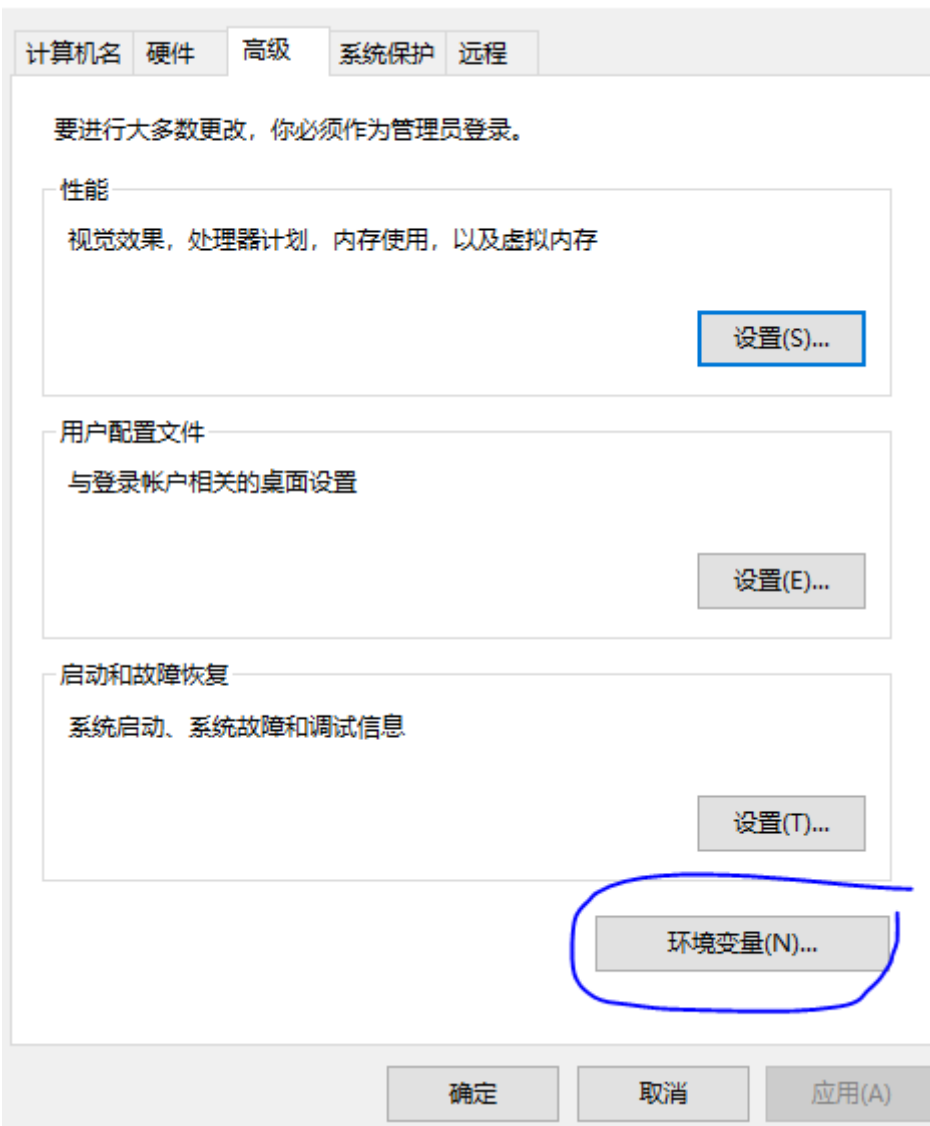 计算机名 硬件 高级 系统保护 远程
要进行大多数更改，你必须作为管理员登录。
性能
视觉效果，处理器计划，内存使用，以及虚拟内存
设置(S)...
用户配置文件
与登录帐户相关的桌面设置
设置(E)...
启动和故障恢复
系统启动、系统故障和调试信息
设置(T)...
环境变量(N)...
确定 取消 应用(A)